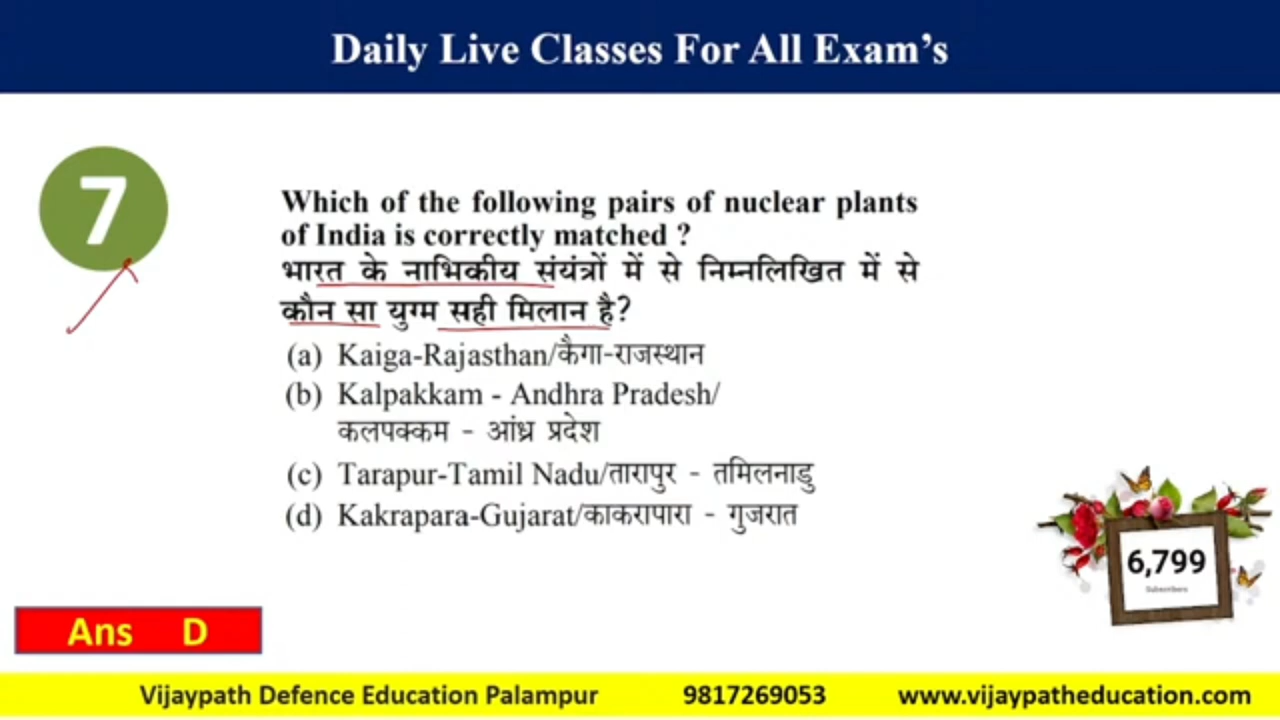 Daily Live Classes For All Exam's
7
Which of the following pairs of nuclear plants
of India is correctly matched ?
भारत के नाभिकीय संयंत्रों में से निम्नलिखित में से
कौन सा युग्म सही मिलान है?
(a) Kaiga-Rajasthan/कैगा-राजस्थान
(b) Kalpakkam - Andhra Pradesh/
कलपक्कम - आंध्र प्रदेश
(c) Tarapur-Tamil Nadu/तारापुर - तमिलनाडु
(d) Kakrapara-Gujarat/काकरापारा - गुजरात
6,799
Subscribers
Ans D
Vijaypath Defence Education Palampur 9817269053 www.vijaypatheducation.com